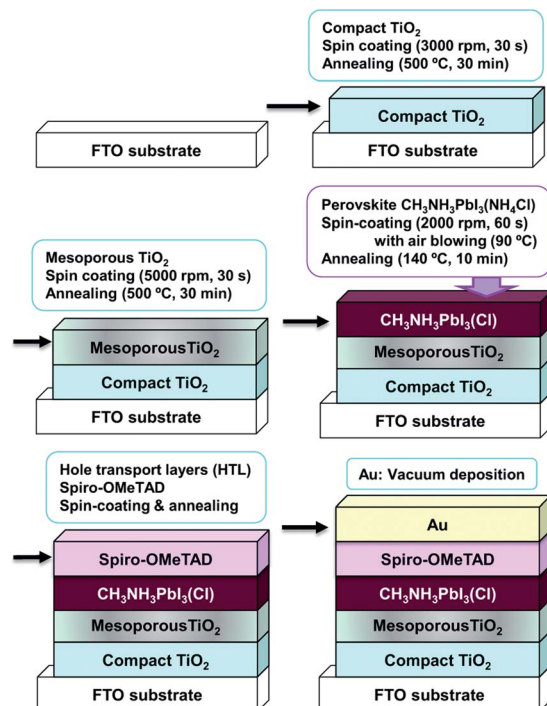 Compact TiO₂
Spin coating (3000 rpm, 30 s)
Annealing (500 ºC, 30 min)
FTO substrate
Compact TiO₂
FTO substrate
Mesoporous TiO₂
Spin coating (5000 rpm, 30 s)
Annealing (500 ºC, 30 min)
MesoporousTiO₂
Compact TiO₂
FTO substrate
Perovskite CH₃NH₃PbI₃(NH₄Cl)
Spin-coating (2000 rpm, 60 s)
with air blowing (90 ºC)
Annealing (140 ºC, 10 min)
CH₃NH₃PbI₃(Cl)
MesoporousTiO₂
Compact TiO₂
FTO substrate
Hole transport layers (HTL)
Spiro-OMeTAD
Spin-coating & annealing
Spiro-OMeTAD
CH₃NH₃PbI₃(Cl)
MesoporousTiO₂
Compact TiO₂
FTO substrate
Au: Vacuum deposition
Au
Spiro-OMeTAD
CH₃NH₃PbI₃(Cl)
MesoporousTiO₂
Compact TiO₂
FTO substrate